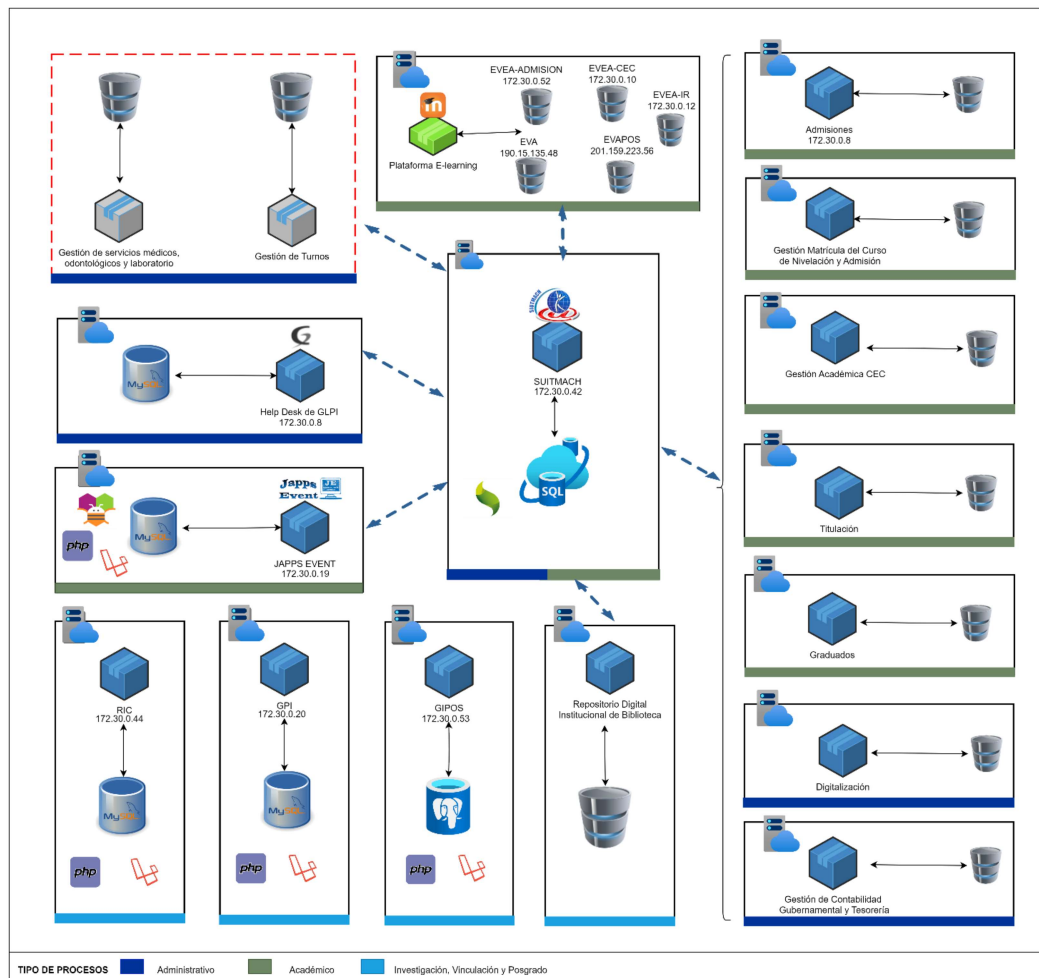 Gestión de servicios médicos,
odontológicos y laboratorio
Gestión de Turnos
EVEA-ADMISION
172.30.0.52
EVEA-CEC
172.30.0.10
EVEA-IR
172.30.0.12
m
Plataforma E-learning
EVA
190.15.135.48
EVAPOS
201.159.223.56
Admisiones
172.30.0.8
Gestión Matrícula del Curso
de Nivelación y Admisión
Gestión Académica CEC
Titulación
Graduados
Digitalización
Gestión de Contabilidad
Gubernamental y Tesorería
SUITMACH
SUITMACH
172.30.0.42
SQL
MySQL
Help Desk de GLPI
172.30.0.8
Japps
Event
JE
php
MySQL
JAPPS EVENT
172.30.0.19
RIC
172.30.0.44
MySQL
php
GPI
172.30.0.20
MySQL
php
GIPOS
172.30.0.53
php
Repositorio Digital
Institucional de Biblioteca
TIPO DE PROCESOS
Administrativo
Académico
Investigación, Vinculación y Posgrado